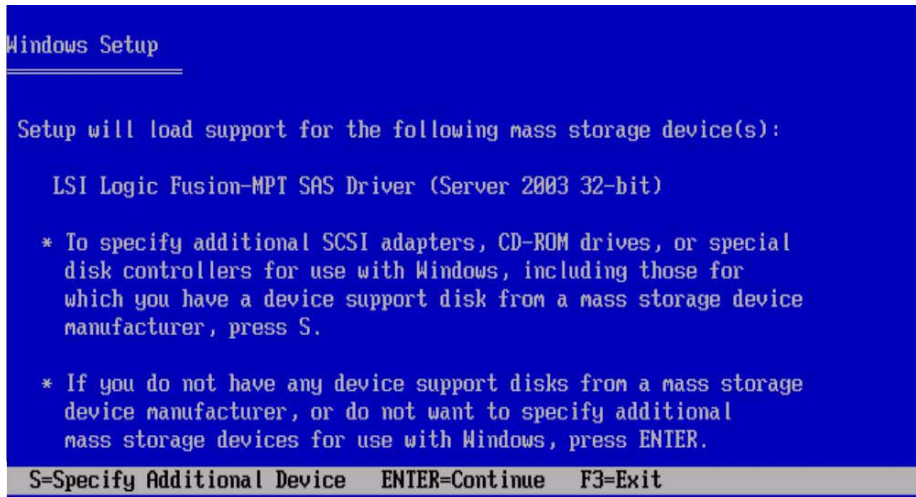 Windows Setup
Setup will load support for the following mass storage device(s):
LSI Logic Fusion-MPT SAS Driver (Server 2003 32-bit)
* To specify additional SCSI adapters, CD-ROM drives, or special
disk controllers for use with Windows, including those for
which you have a device support disk from a mass storage device
manufacturer, press S.
* If you do not have any device support disks from a mass storage
device manufacturer, or do not want to specify additional
mass storage devices for use with Windows, press ENTER.
S=Specify Additional Device ENTER=Continue F3=Exit